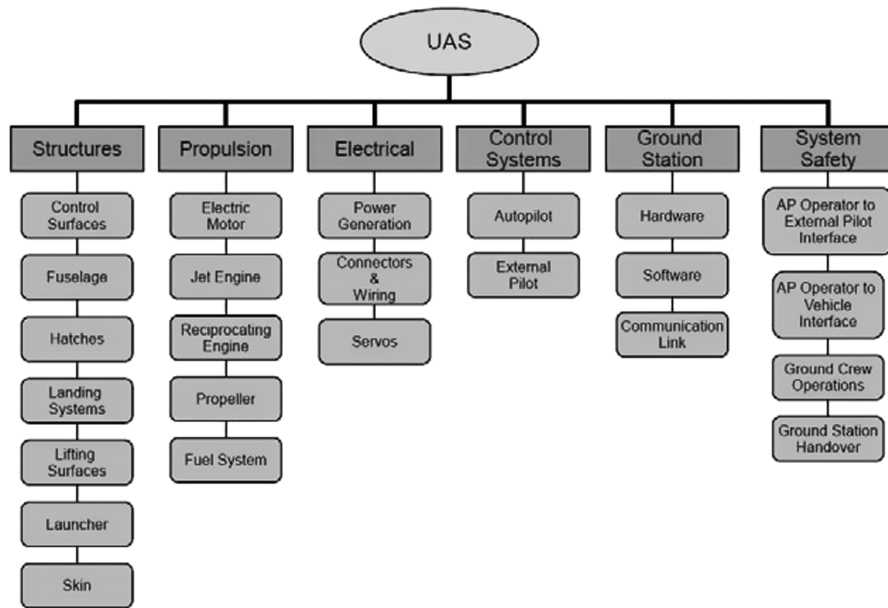 UAS
Structures
Control
Surfaces
Fuselage
Hatches
Landing
Systems
Lifting
Surfaces
Launcher
Skin
Propulsion
Electric
Motor
Jet Engine
Reciprocating
Engine
Propeller
Fuel System
Electrical
Power
Generation
Connectors
&
Wiring
Servos
Control
Systems
Autopilot
External
Pilot
Ground
Station
Hardware
Software
Communication
Link
System
Safety
AP Operator to
External Pilot
Interface
AP Operator to
Vehicle
Interface
Ground Crew
Operations
Ground Station
Handover